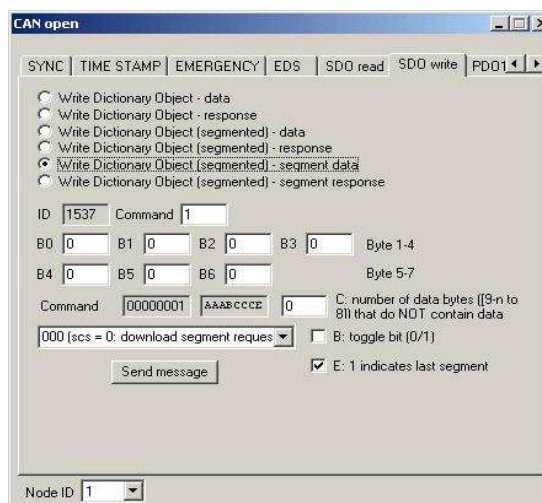 CAN open
SYNC TIME STAMP EMERGENCY EDS SDO read SDO write PDO1
Write Dictionary Object - data
Write Dictionary Object - response
Write Dictionary Object (segmented) - data
Write Dictionary Object (segmented) - response
Write Dictionary Object (segmented) - segment data
Write Dictionary Object (segmented) - segment response
ID 1537 Command 1
B0 0 B1 0 B2 0 B3 0 Byte 1-4
B4 0 B5 0 B6 0 Byte 5-7
Command 00000001 AAABCCCE 0 C: number of data bytes ([9-n to
8]) that do NOT contain data
000 (scs = 0: download segment reques B: toggle bit (0/1)
Send message E: 1 indicates last segment
Node ID 1